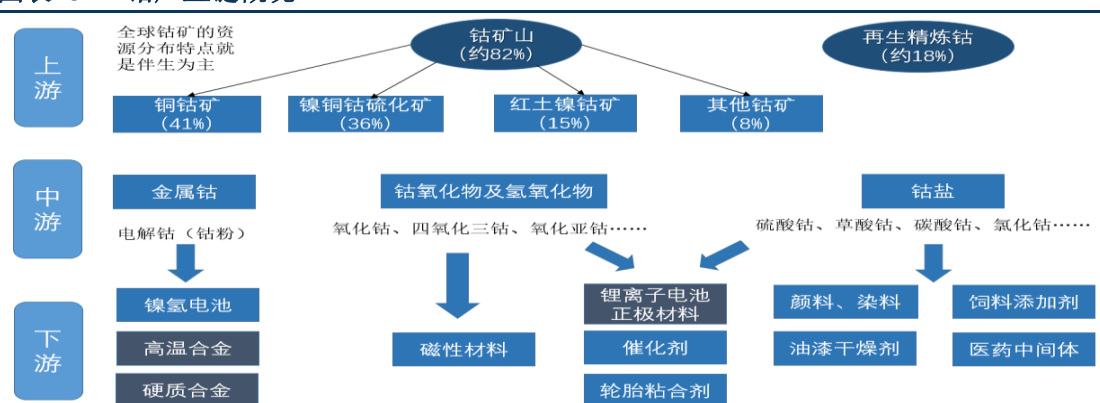 上游
全球钴矿的资
源分布特点就
是伴生为主
钴矿山
(约82%)
再生精炼钴
(约18%)
铜钴矿
(41%)
镍铜钴硫化矿
(36%)
红土镍钴矿
(15%)
其他钴矿
(8%)
中游
金属钴
钴氧化物及氢氧化物
钴盐
电解钴（钴粉）
氧化钴、四氧化三钴、氧化亚钴……
硫酸钴、草酸钴、碳酸钴、氯化钴……
下游
镍氢电池
高温合金
硬质合金
磁性材料
锂离子电池
正极材料
催化剂
轮胎粘合剂
颜料、染料
饲料添加剂
油漆干燥剂
医药中间体